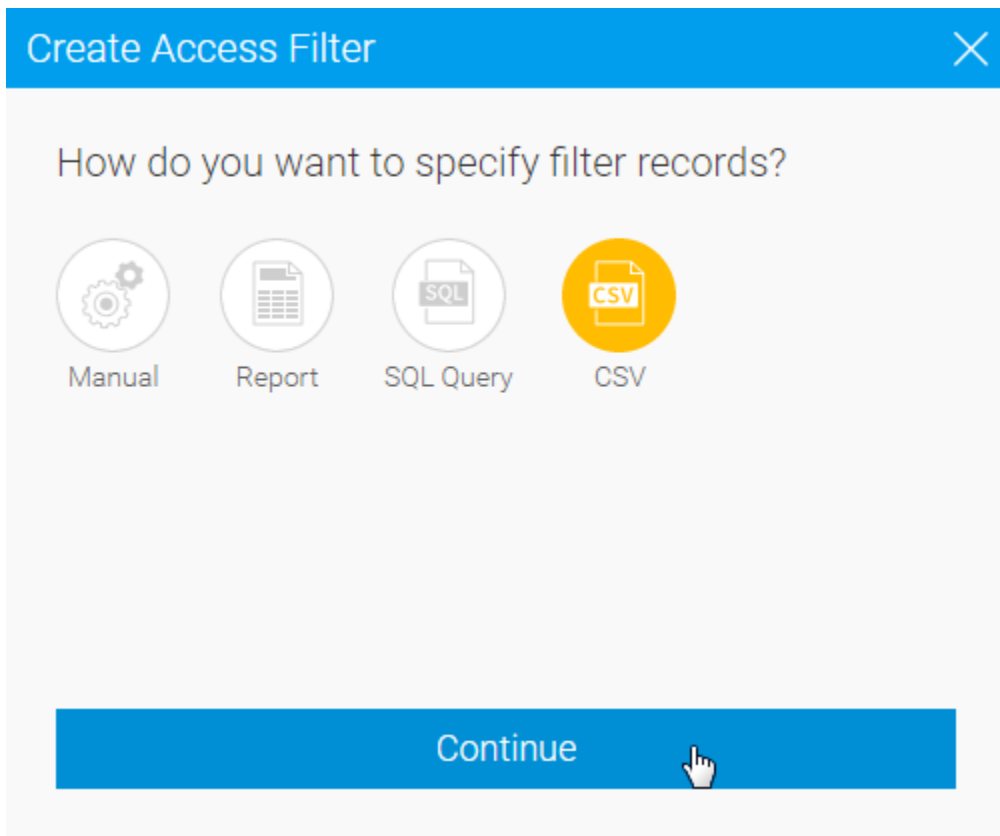 Create Access Filter
How do you want to specify filter records?
SQL CSV
Manual Report SQL Query CSV
Continue